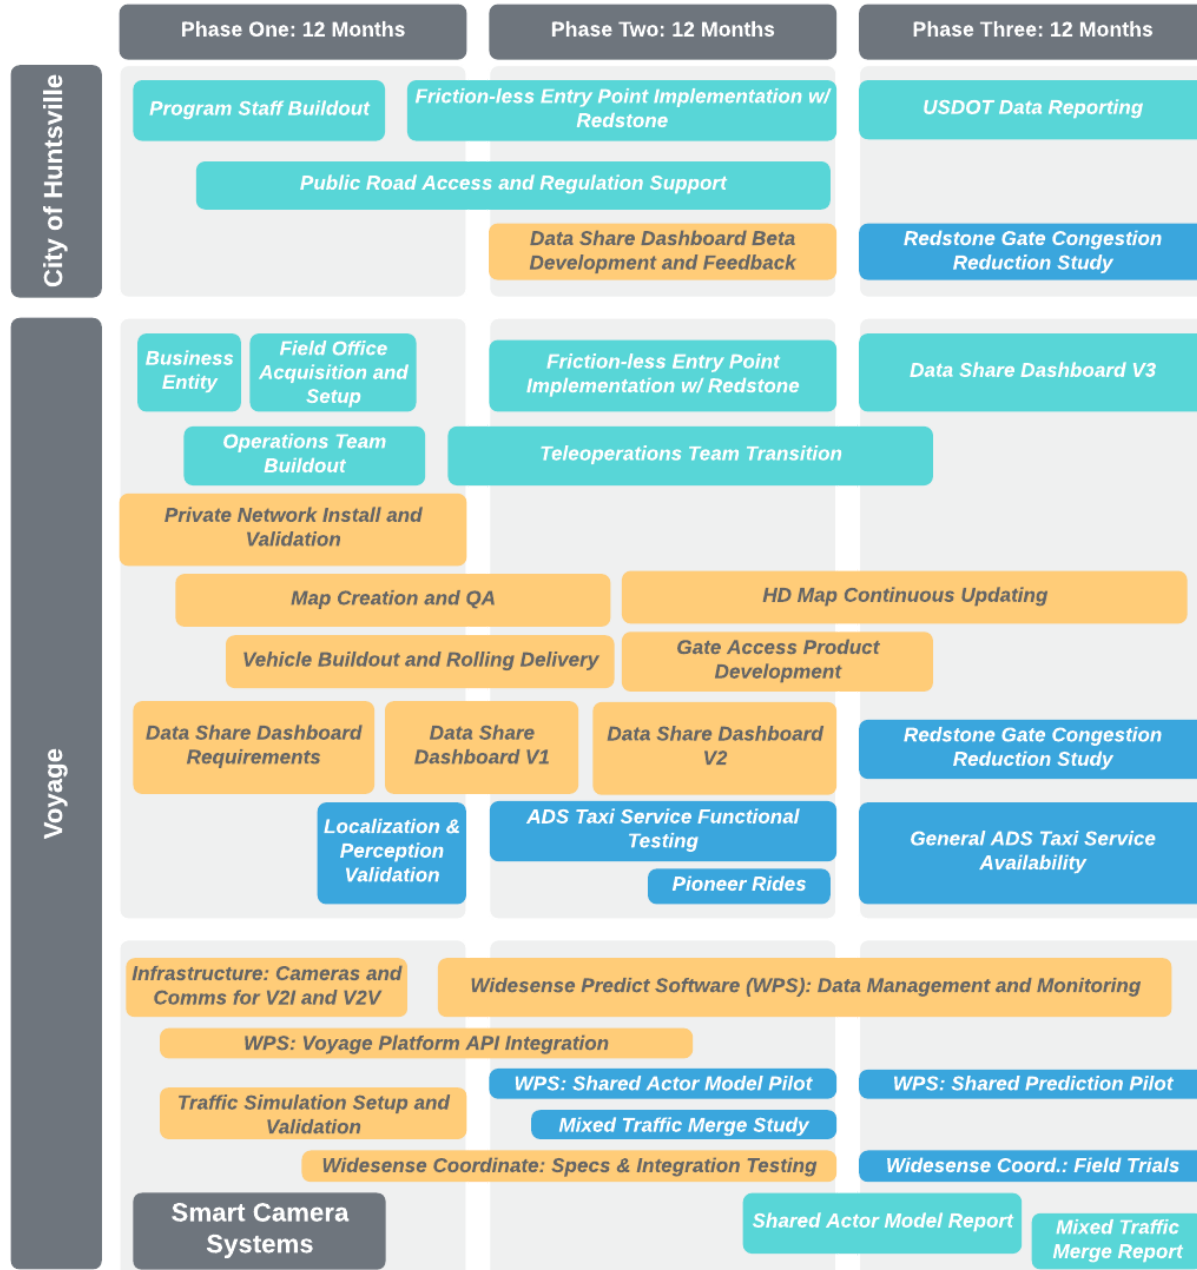 Phase One: 12 Months
Phase Two: 12 Months
Phase Three: 12 Months
City of Huntsville
Program Staff Buildout
Friction-less Entry Point Implementation w/
Redstone
USDOT Data Reporting
Public Road Access and Regulation Support
Data Share Dashboard Beta
Development and Feedback
Redstone Gate Congestion
Reduction Study
Voyage
Business
Entity
Field Office
Acquisition and
Setup
Friction-less Entry Point
Implementation w/ Redstone
Data Share Dashboard V3
Operations Team
Buildout
Teleoperations Team Transition
Private Network Install and
Validation
Map Creation and QA
HD Map Continuous Updating
Vehicle Buildout and Rolling Delivery
Gate Access Product
Development
Data Share Dashboard
Requirements
Data Share
Dashboard V1
Data Share Dashboard
V2
Redstone Gate Congestion
Reduction Study
Localization &
Perception
Validation
ADS Taxi Service Functional
Testing
Pioneer Rides
General ADS Taxi Service
Availability
Infrastructure: Cameras and
Comms for V2I and V2V
Widesense Predict Software (WPS): Data Management and Monitoring
WPS: Voyage Platform API Integration
WPS: Shared Actor Model Pilot
WPS: Shared Prediction Pilot
Traffic Simulation Setup and
Validation
Mixed Traffic Merge Study
Widesense Coordinate: Specs & Integration Testing
Widesense Coord.: Field Trials
Smart Camera
Systems
Shared Actor Model Report
Mixed Traffic
Merge Report